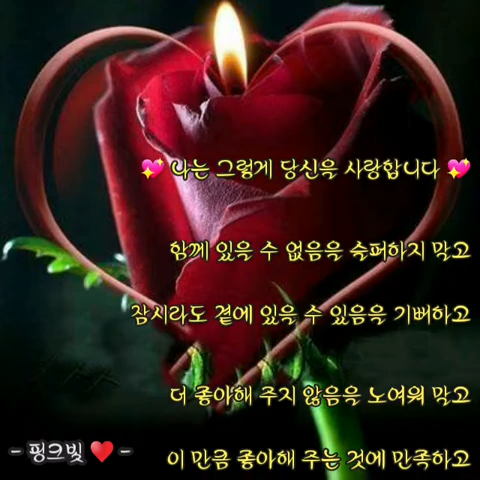 💖 나는 그렇게 당신을 사랑합니다 💖
함께 있을 수 없음을 슬퍼하지 말고
잠시라도 곁에 있을 수 있음을 기뻐하고
더 좋아해 주지 않음을 노여워 말고
이 만큼 좋아해 주는 것에 만족하고
- 핑크빛 ♥ -